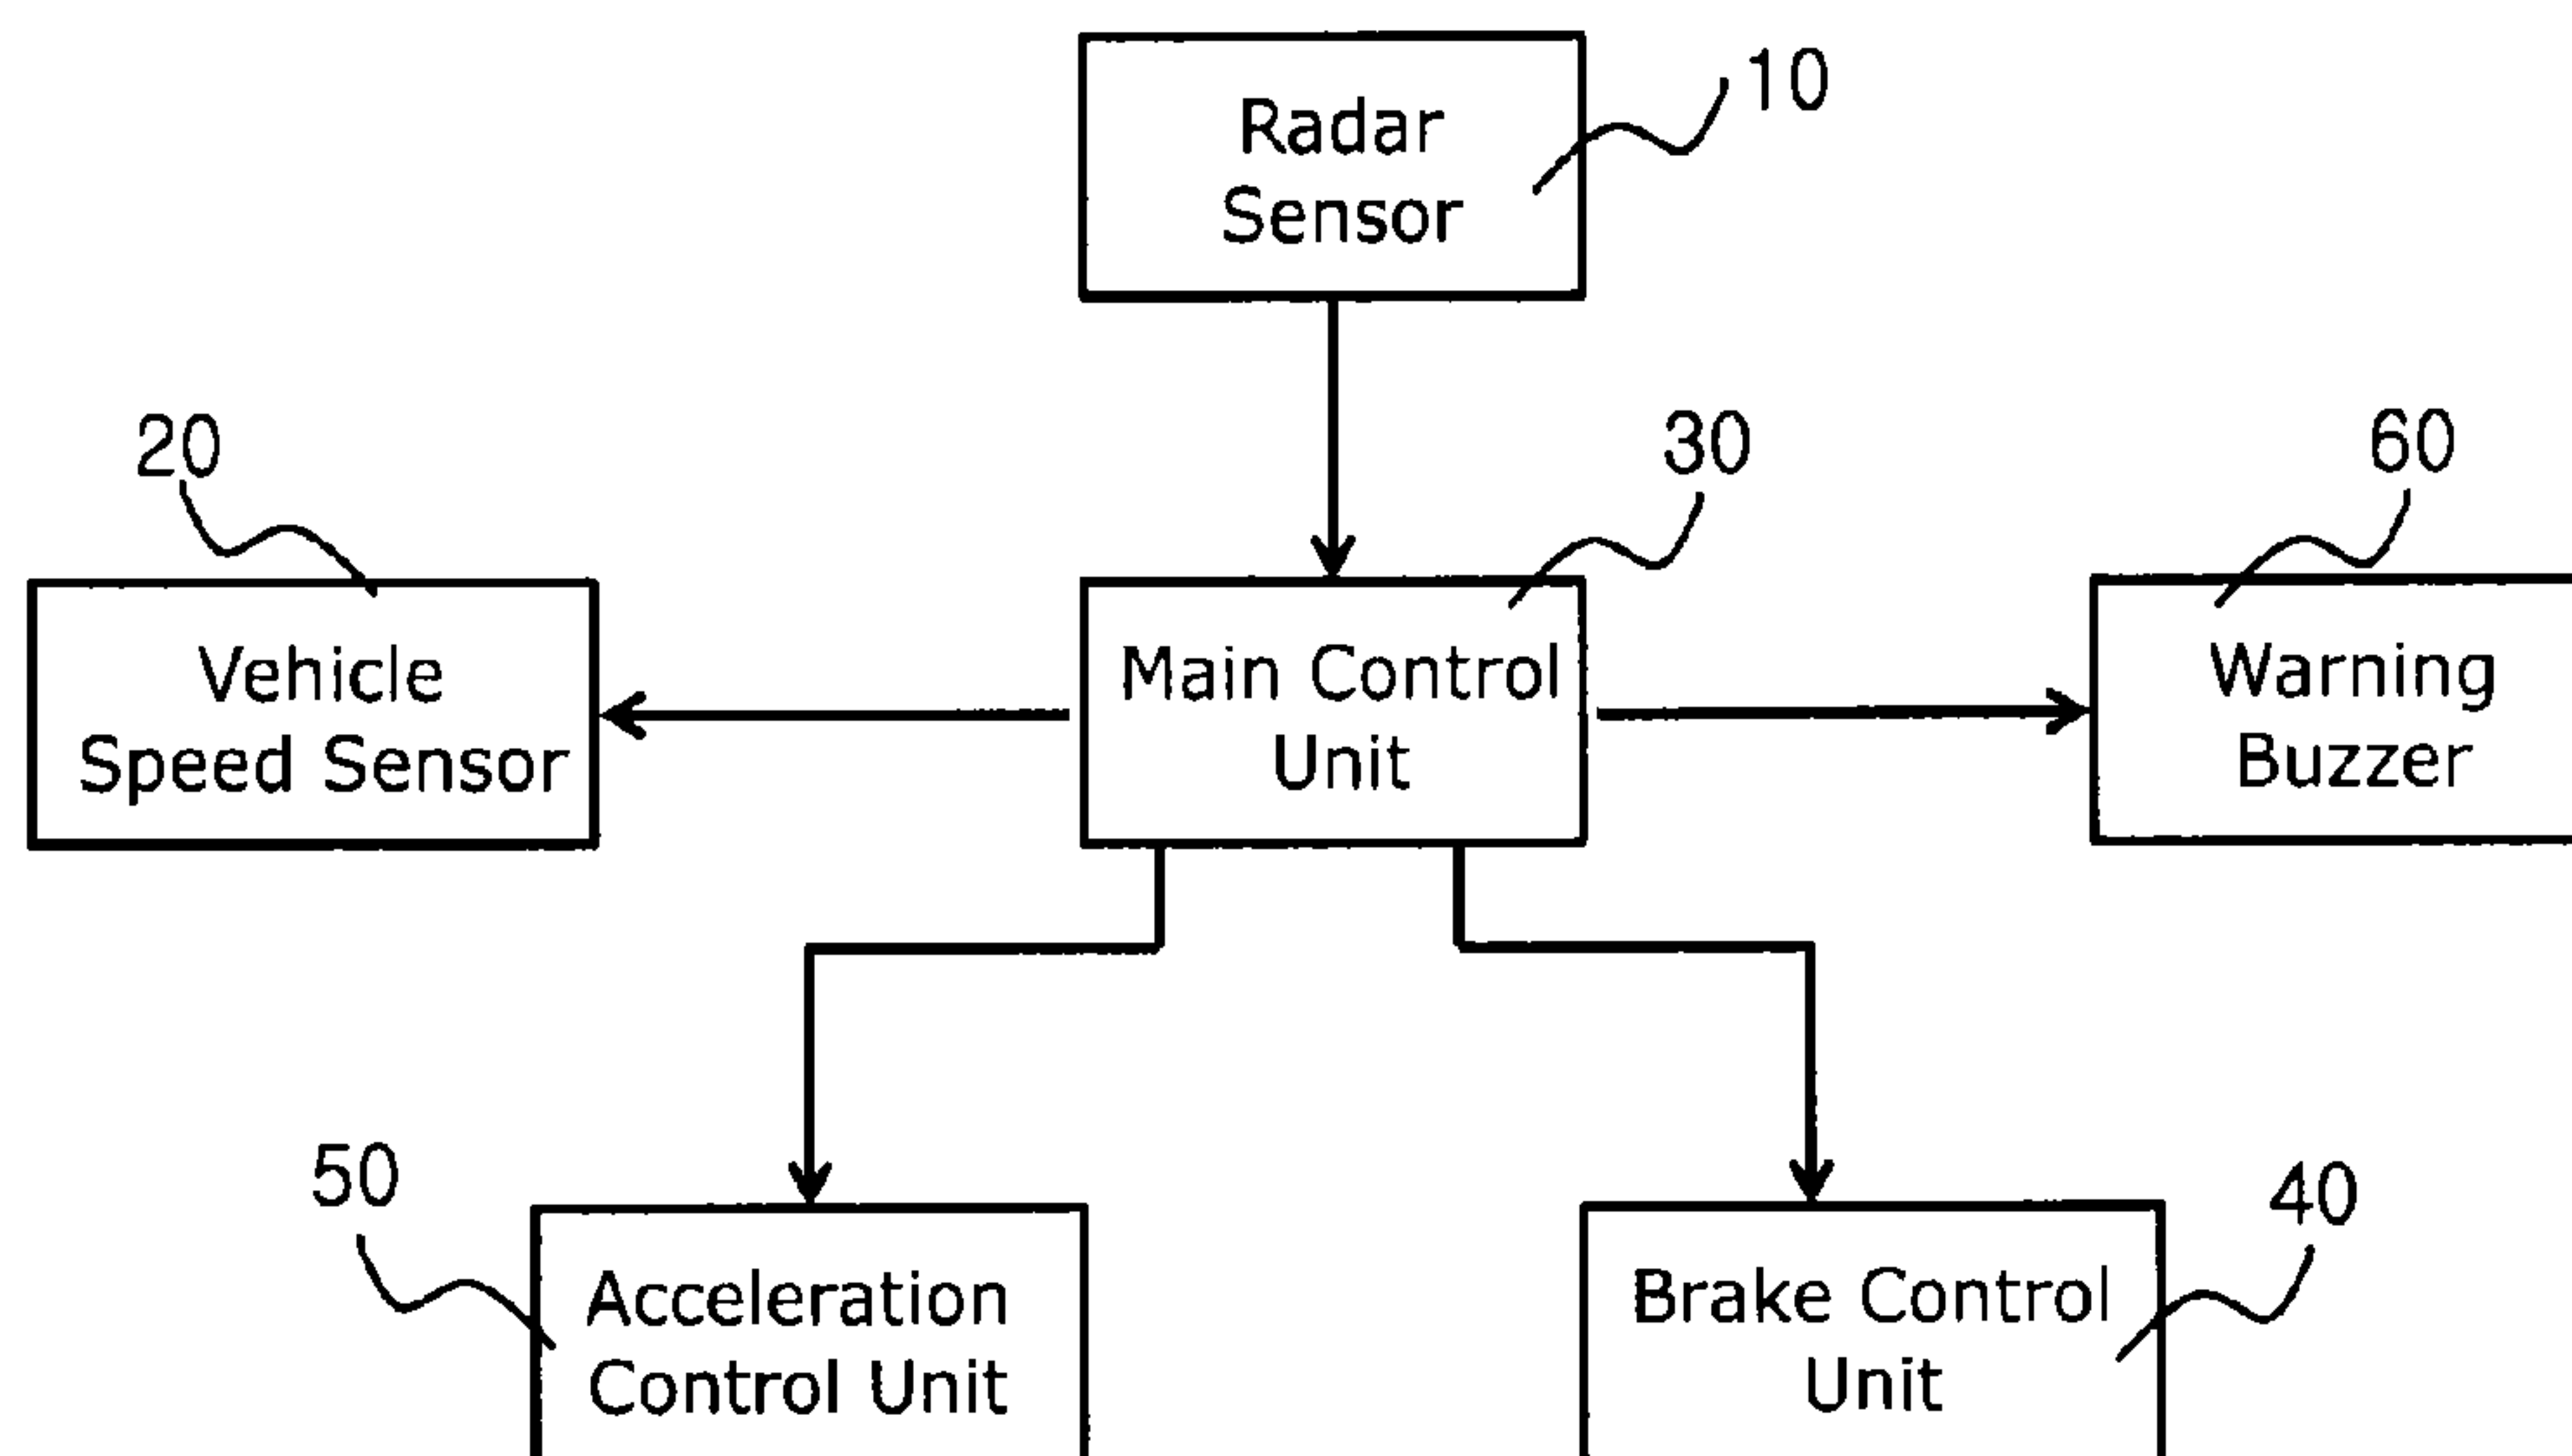 Radar
Sensor
10
20
30
60
Vehicle
Speed Sensor
Main Control
Unit
Warning
Buzzer
50
40
Acceleration
Control Unit
Brake Control
Unit